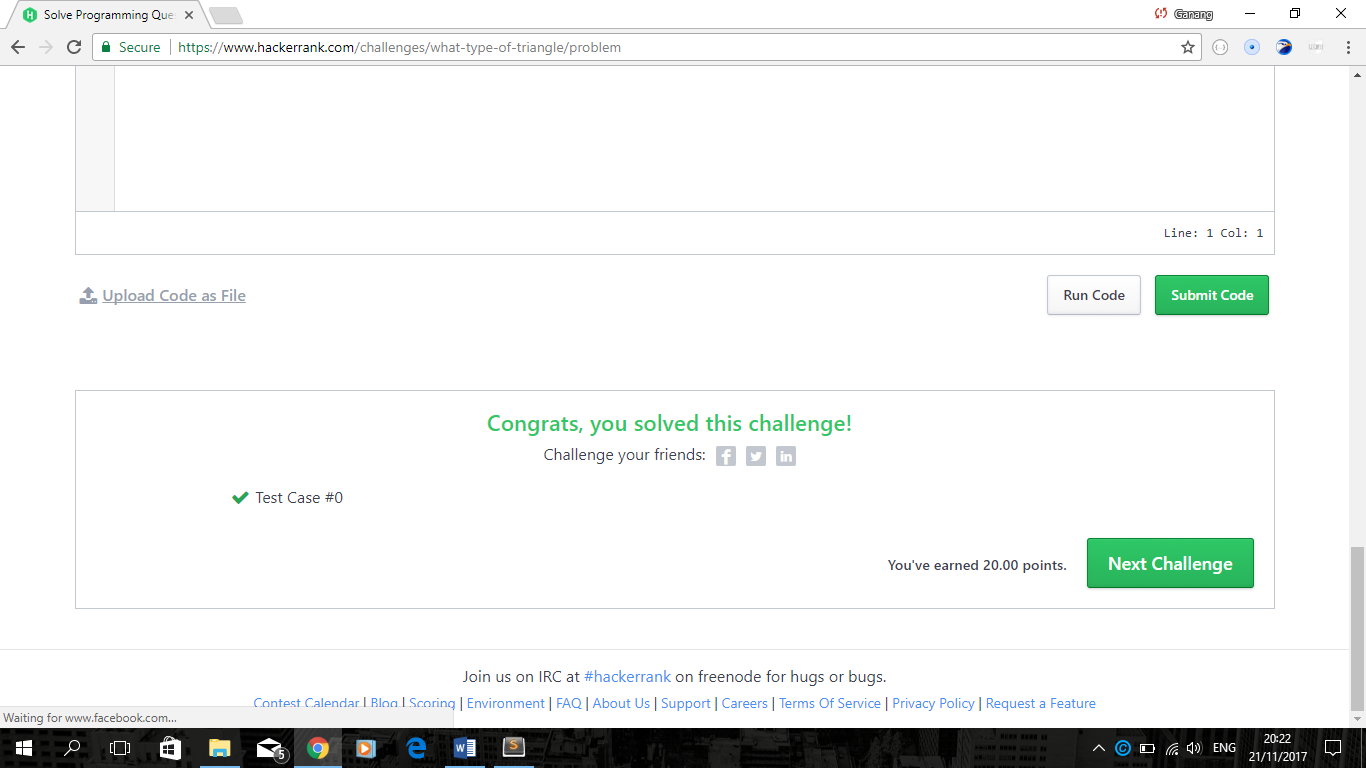 Solve Programming Que
Ganang
Secure
https://www.hackerrank.com/challenges/what-type-of-triangle/problem
Line: 1 Col: 1
Upload Code as File
Run Code
Submit Code
Congrats, you solved this challenge!
Challenge your friends:
Test Case #0
You've earned 20.00 points.
Next Challenge
Join us on IRC at #hackerrank on freenode for hugs or bugs.
Contest Calendar | Blog | Scoring | Environment | FAQ | About Us | Support | Careers | Terms Of Service | Privacy Policy | Request a Feature
Waiting for www.facebook.com...
5
ENG
20:22
21/11/2017